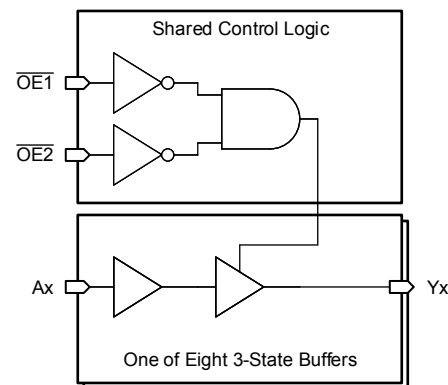 Shared Control Logic
OE1
OE2
Ax
Yx
One of Eight 3-State Buffers